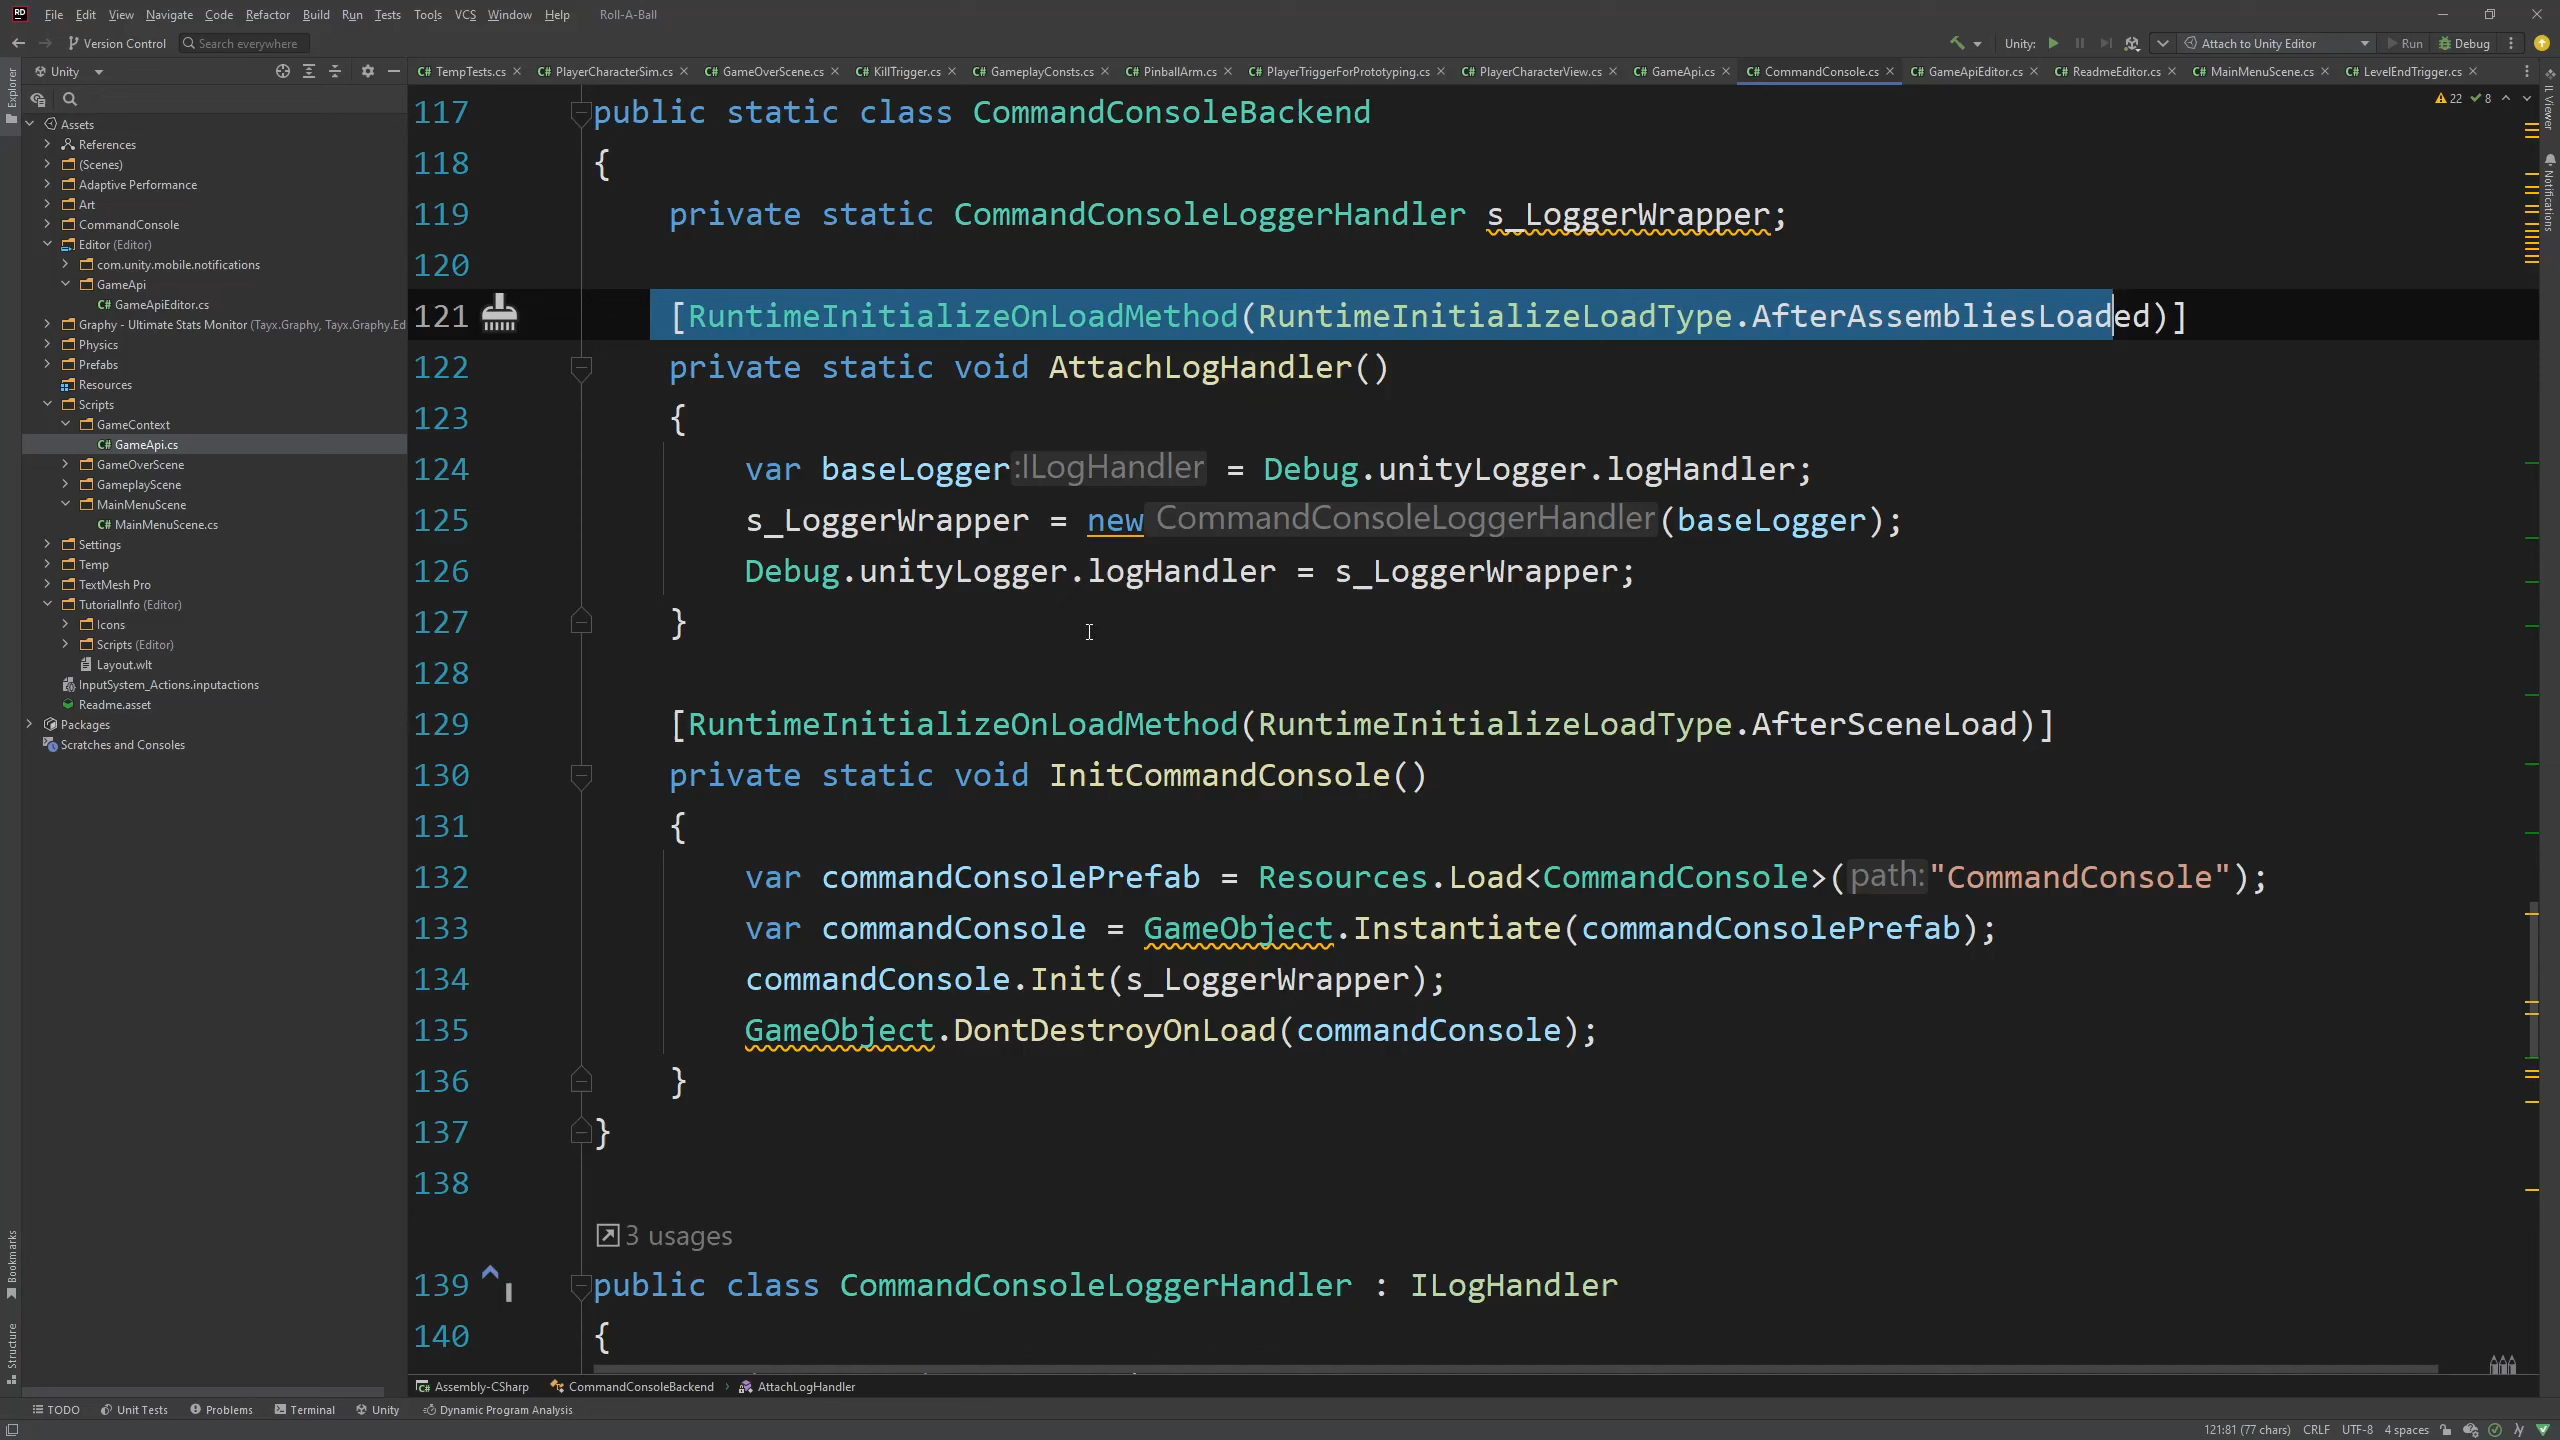 File Edit View Navigate Code Refactor Build Run Tests Tools VCS Window Help Roll-A-Ball
Version Control Search everywhere Unity: Attach to Unity Editor Run Debug
Unity TempTests.cs PlayerCharacterSim.cs GameOverScene.cs KillTrigger.cs GameplayConsts.cs PinballArm.cs PlayerTriggerForPrototyping.cs PlayerCharacterView.cs GameApi.cs CommandConsole.cs GameApiEditor.cs ReadmeEditor.cs MainMenuScene.cs LevelEndTrigger.cs
Explorer
Assets
References
(Scenes)
Adaptive Performance
Art
CommandConsole
Editor (Editor)
com.unity.mobile.notifications
GameApi
C# GameApiEditor.cs
Graphy - Ultimate Stats Monitor (Tayx.Graphy, Tayx.Graphy.Ed
Physics
Prefabs
Resources
Scripts
GameContext
C# GameApi.cs
GameOverScene
GameplayScene
MainMenuScene
C# MainMenuScene.cs
Settings
Temp
TextMesh Pro
TutorialInfo (Editor)
Icons
Scripts (Editor)
Layout.wlt
InputSystem_Actions.inputactions
Readme.asset
Packages
Scratches and Consoles
Bookmarks
Structure
22 8
117 public static class CommandConsoleBackend
118 {
119 private static CommandConsoleLoggerHandler s_LoggerWrapper;
120
121 [RuntimeInitializeOnLoadMethod(RuntimeInitializeLoadType.AfterAssembliesLoaded)]
122 private static void AttachLogHandler()
123 {
124 var baseLogger :ILogHandler = Debug.unityLogger.logHandler;
125 s_LoggerWrapper = new CommandConsoleLoggerHandler (baseLogger);
126 Debug.unityLogger.logHandler = s_LoggerWrapper;
127 }
128
129 [RuntimeInitializeOnLoadMethod(RuntimeInitializeLoadType.AfterSceneLoad)]
130 private static void InitCommandConsole()
131 {
132 var commandConsolePrefab = Resources.Load<CommandConsole>( path: "CommandConsole");
133 var commandConsole = GameObject.Instantiate(commandConsolePrefab);
134 commandConsole.Init(s_LoggerWrapper);
135 GameObject.DontDestroyOnLoad(commandConsole);
136 }
137 }
138
3 usages
139 public class CommandConsoleLoggerHandler : ILogHandler
140 {
IL Viewer
Notifications
Assembly-CSharp CommandConsoleBackend AttachLogHandler
TODO Unit Tests Problems Terminal Unity Dynamic Program Analysis
121:81 (77 chars) CRLF UTF-8 4 spaces